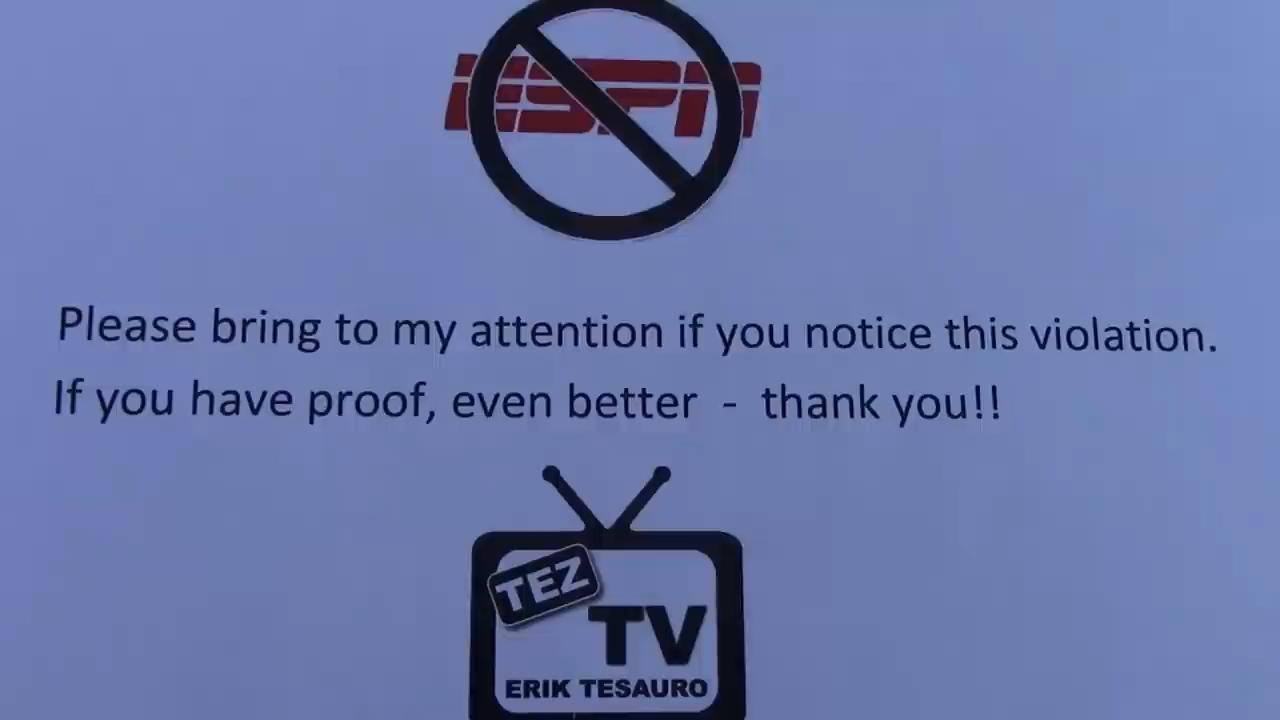 ESPN
Please bring to my attention if you notice this violation.
If you have proof, even better - thank you!!
TEZ
TV
ERIK TESAURO